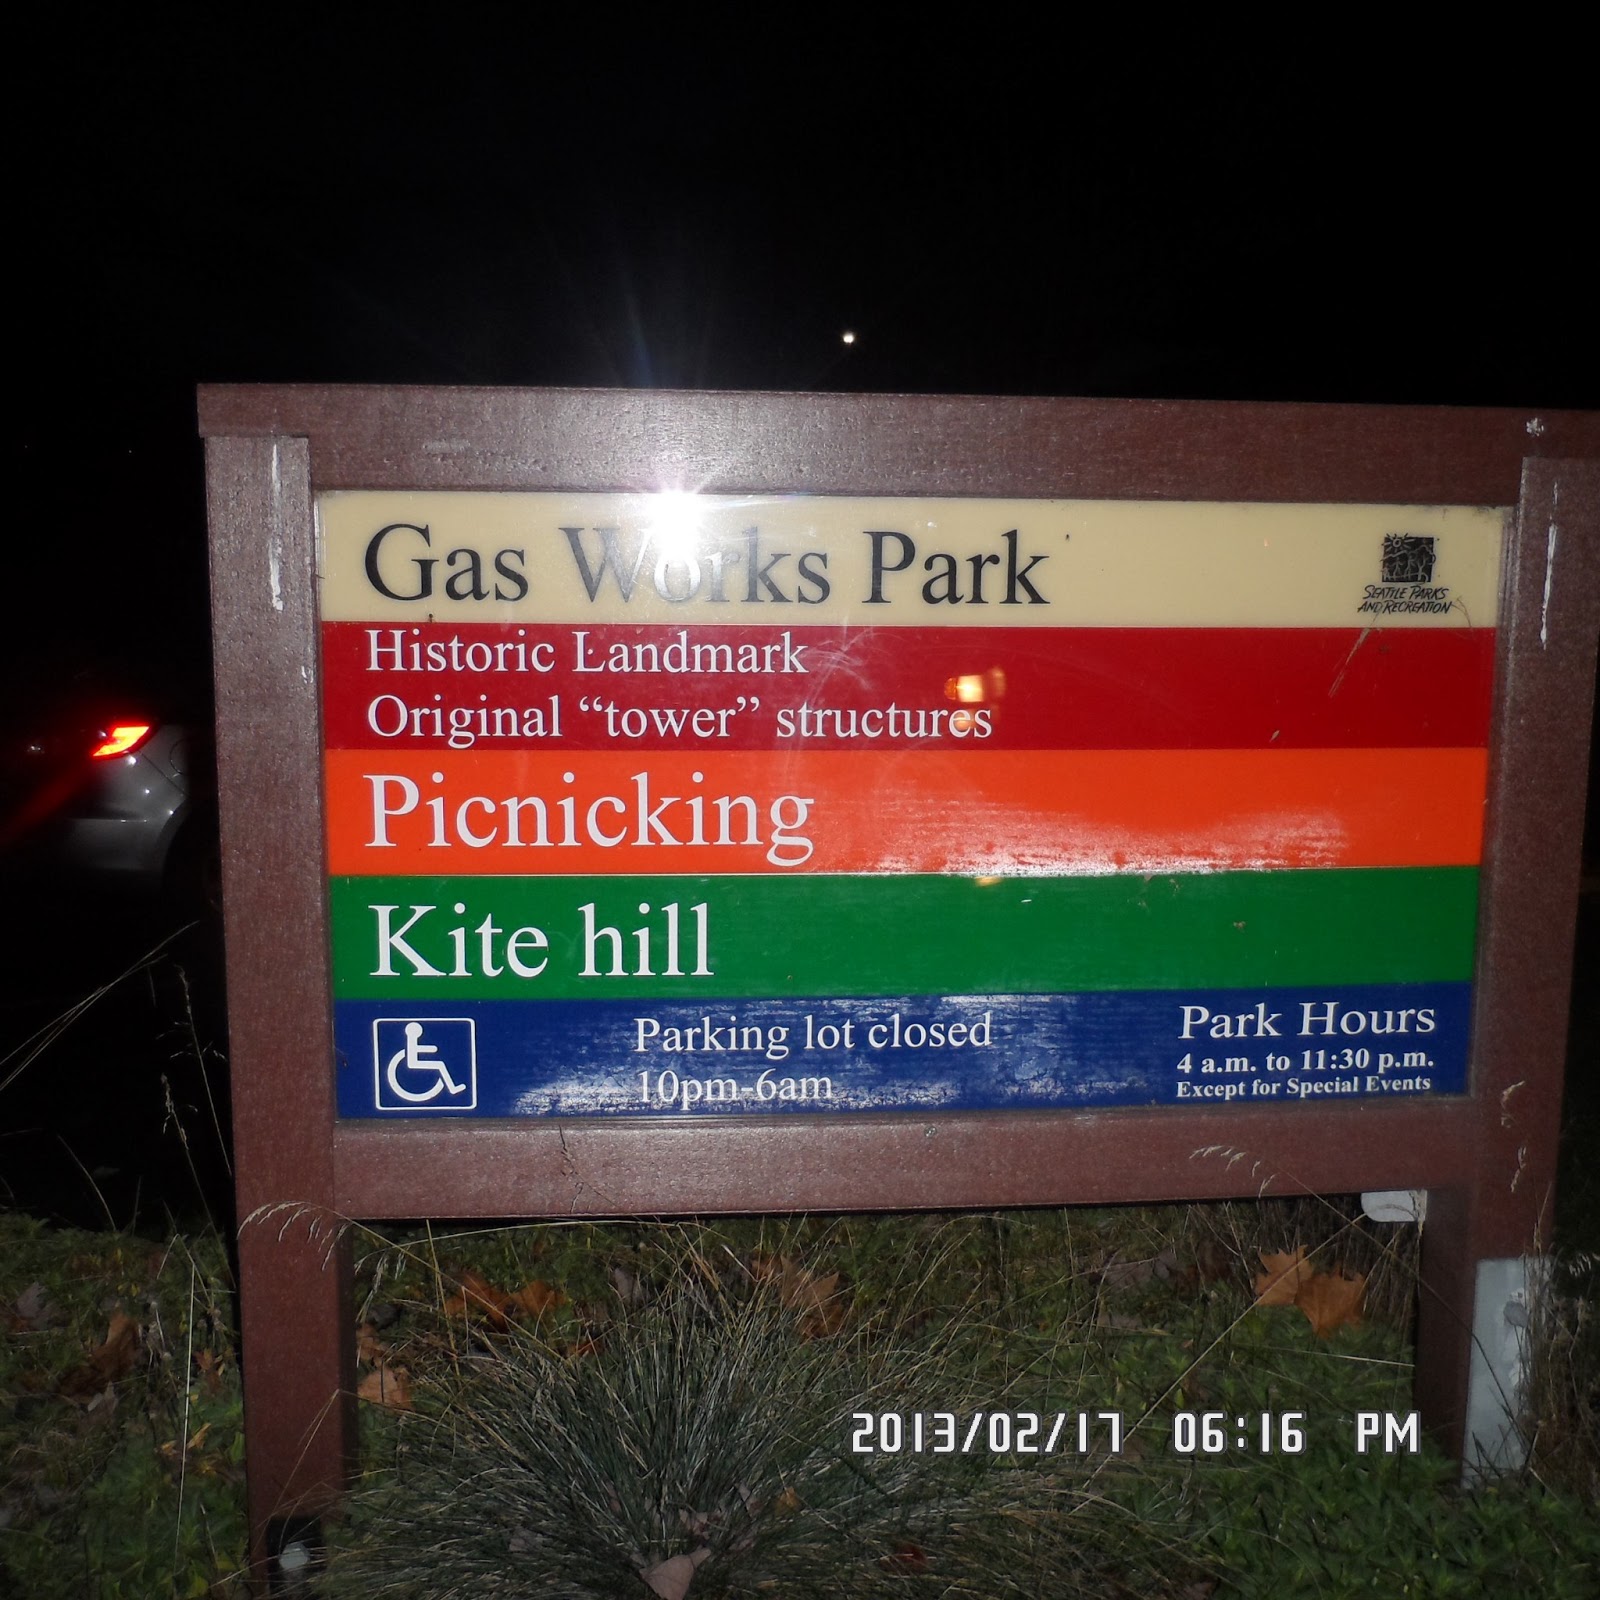 Gas Works Park
SEATTLE PARKS
AND RECREATION
Historic Landmark
Original “tower” structures
Picnicking
Kite hill
Parking lot closed
10pm-6am
Park Hours
4 a.m. to 11:30 p.m.
Except for Special Events
2013/02/17 06:16 PM